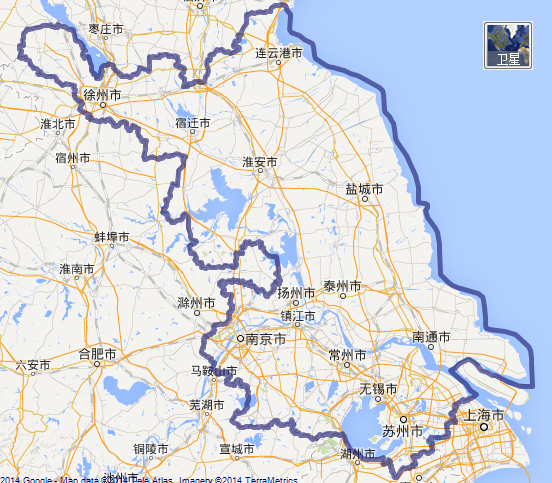 枣庄市
连云港市
卫星
徐州市
淮北市
宿迁市
宿州市
淮安市
盐城市
蚌埠市
淮南市
滁州市
扬州市
泰州市
镇江市
南京市
南通市
六安市
合肥市
常州市
马鞍山市
无锡市
芜湖市
苏州市
上海市
铜陵市
宣城市
湖州市
2014 Google - Map data ©2014 Tele Atlas, Imagery ©2014 TerraMetrics